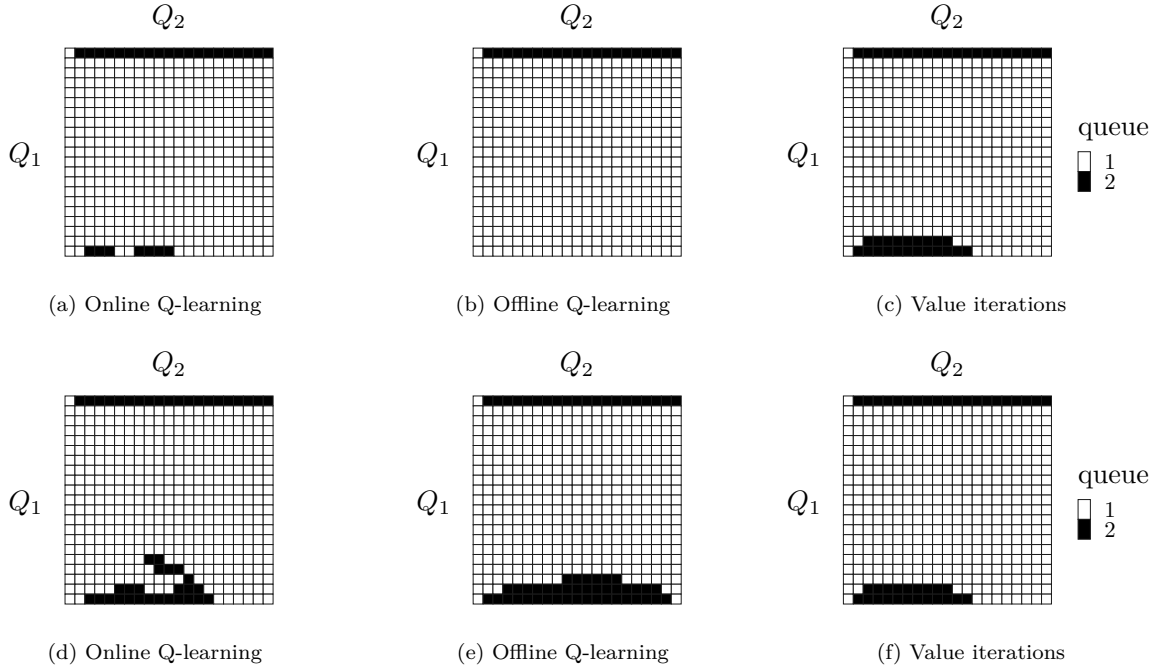 Q₂ Q₂ Q₂
Q₁ Q₁ Q₁
queue
1
2
(a) Online Q-learning (b) Offline Q-learning (c) Value iterations
Q₂ Q₂ Q₂
Q₁ Q₁ Q₁
queue
1
2
(d) Online Q-learning (e) Offline Q-learning (f) Value iterations